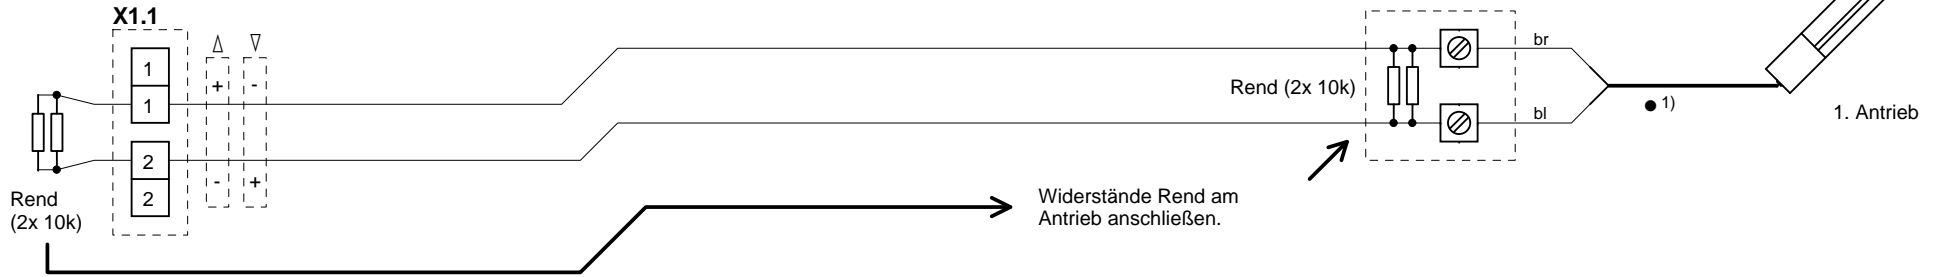 X1.1
1
1
2
2
+ -
- +
Rend
(2x 10k)
Rend (2x 10k)
br
bl
1)
1. Antrieb
Widerstände Rend am
Antrieb anschließen.